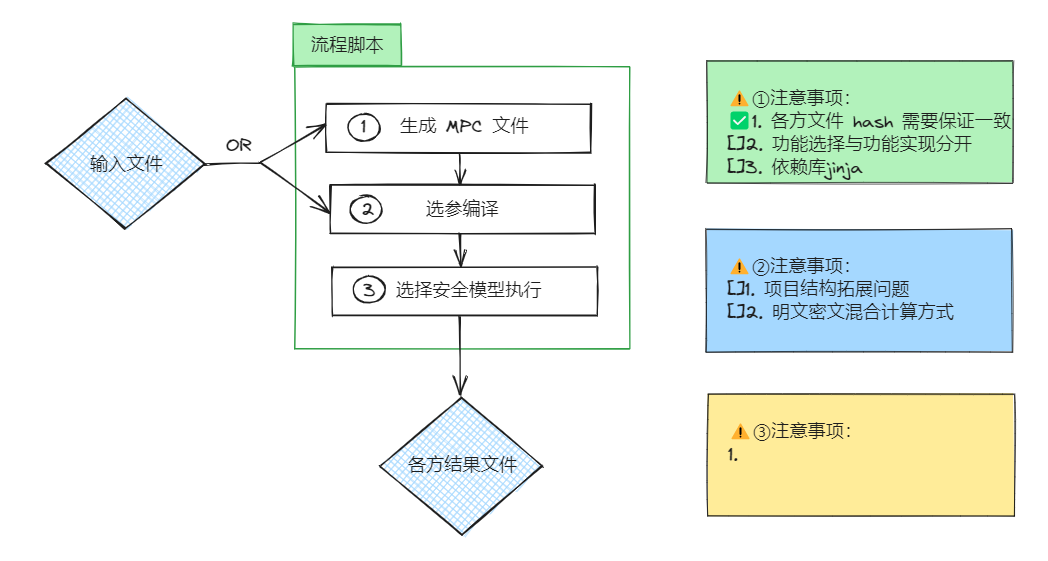 流程脚本
输入文件
OR
① 生成 MPC 文件
② 选参编译
③ 选择安全模型执行
各方结果文件
⚠️ ①注意事项:
✅1. 各方文件 hash 需要保证一致
[]2. 功能选择与功能实现分开
[]3. 依赖库jinja
⚠️ ②注意事项:
[]1. 项目结构拓展问题
[]2. 明文密文混合计算方式
⚠️ ③注意事项:
1.